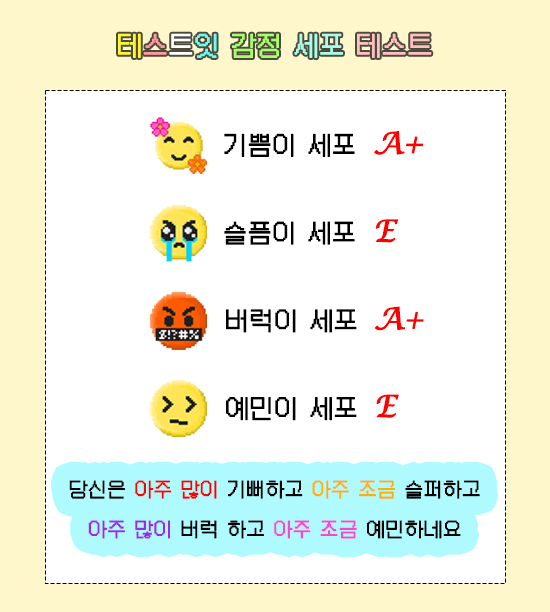 테스트잇 감정 세포 테스트
기쁨이 세포 A+
슬픔이 세포 E
버럭이 세포 A+
$!?#%
예민이 세포 E
당신은 아주 많이 기뻐하고 아주 조금 슬퍼하고
아주 많이 버럭 하고 아주 조금 예민하네요